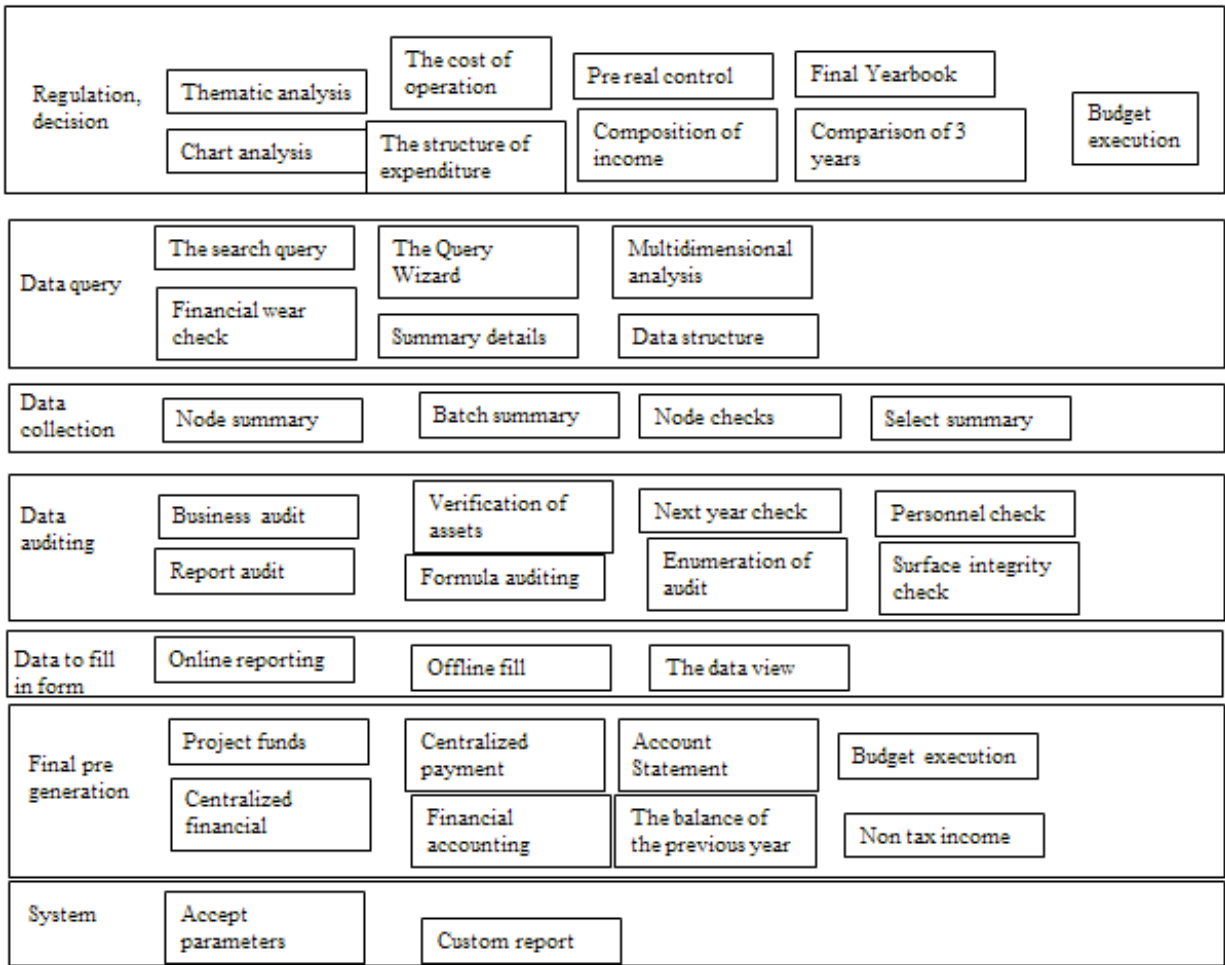 Regulation,
decision
Thematic analysis
Chart analysis
The cost of
operation
The structure of
expenditure
Pre real control
Composition of
income
Final Yearbook
Comparison of 3
years
Budget
execution
Data query
The search query
Financial wear
check
The Query
Wizard
Summary details
Multidimensional
analysis
Data structure
Data
collection
Node summary
Batch summary
Node checks
Select summary
Data
auditing
Business audit
Report audit
Verification of
assets
Formula auditing
Next year check
Enumeration of
audit
Personnel check
Surface integrity
check
Data to fill
in form
Online reporting
Offline fill
The data view
Final pre
generation
Project funds
Centralized
financial
Centralized
payment
Financial
accounting
Account
Statement
The balance of
the previous year
Budget execution
Non tax income
System
Accept
parameters
Custom report